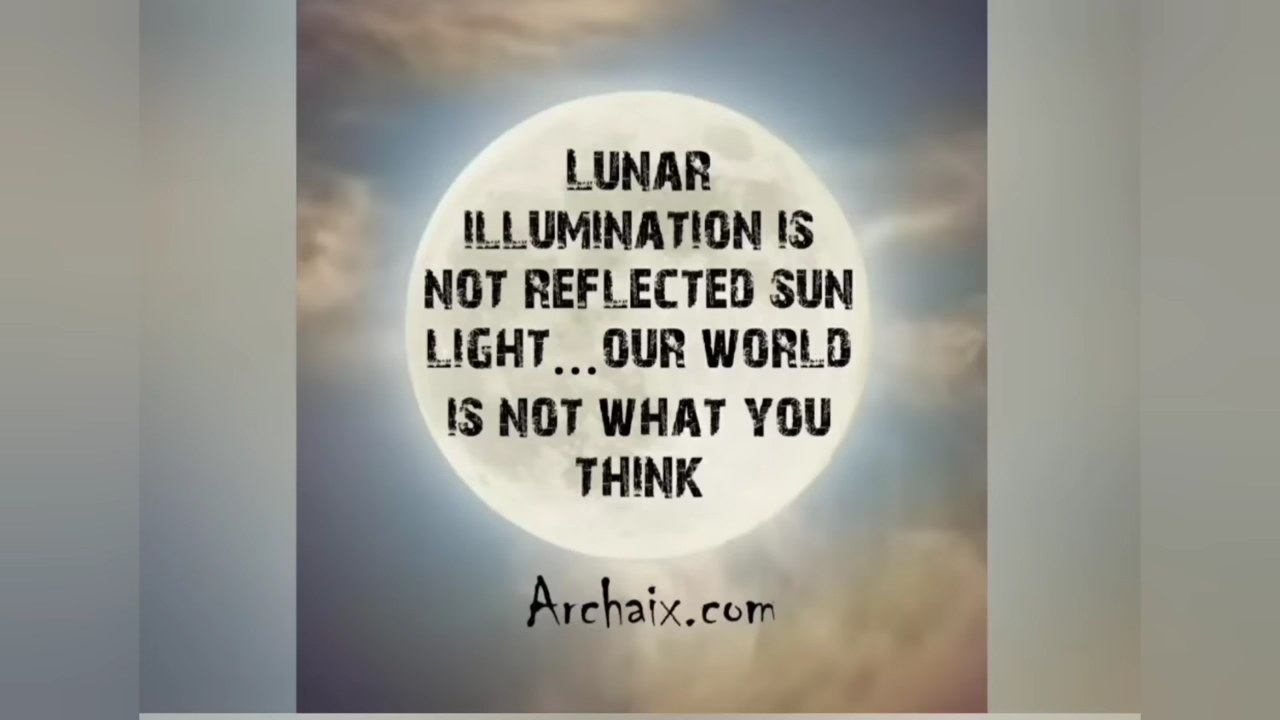 LUNAR
ILLUMINATION IS
NOT REFLECTED SUN
LIGHT...OUR WORLD
IS NOT WHAT YOU
THINK
Archaix.com